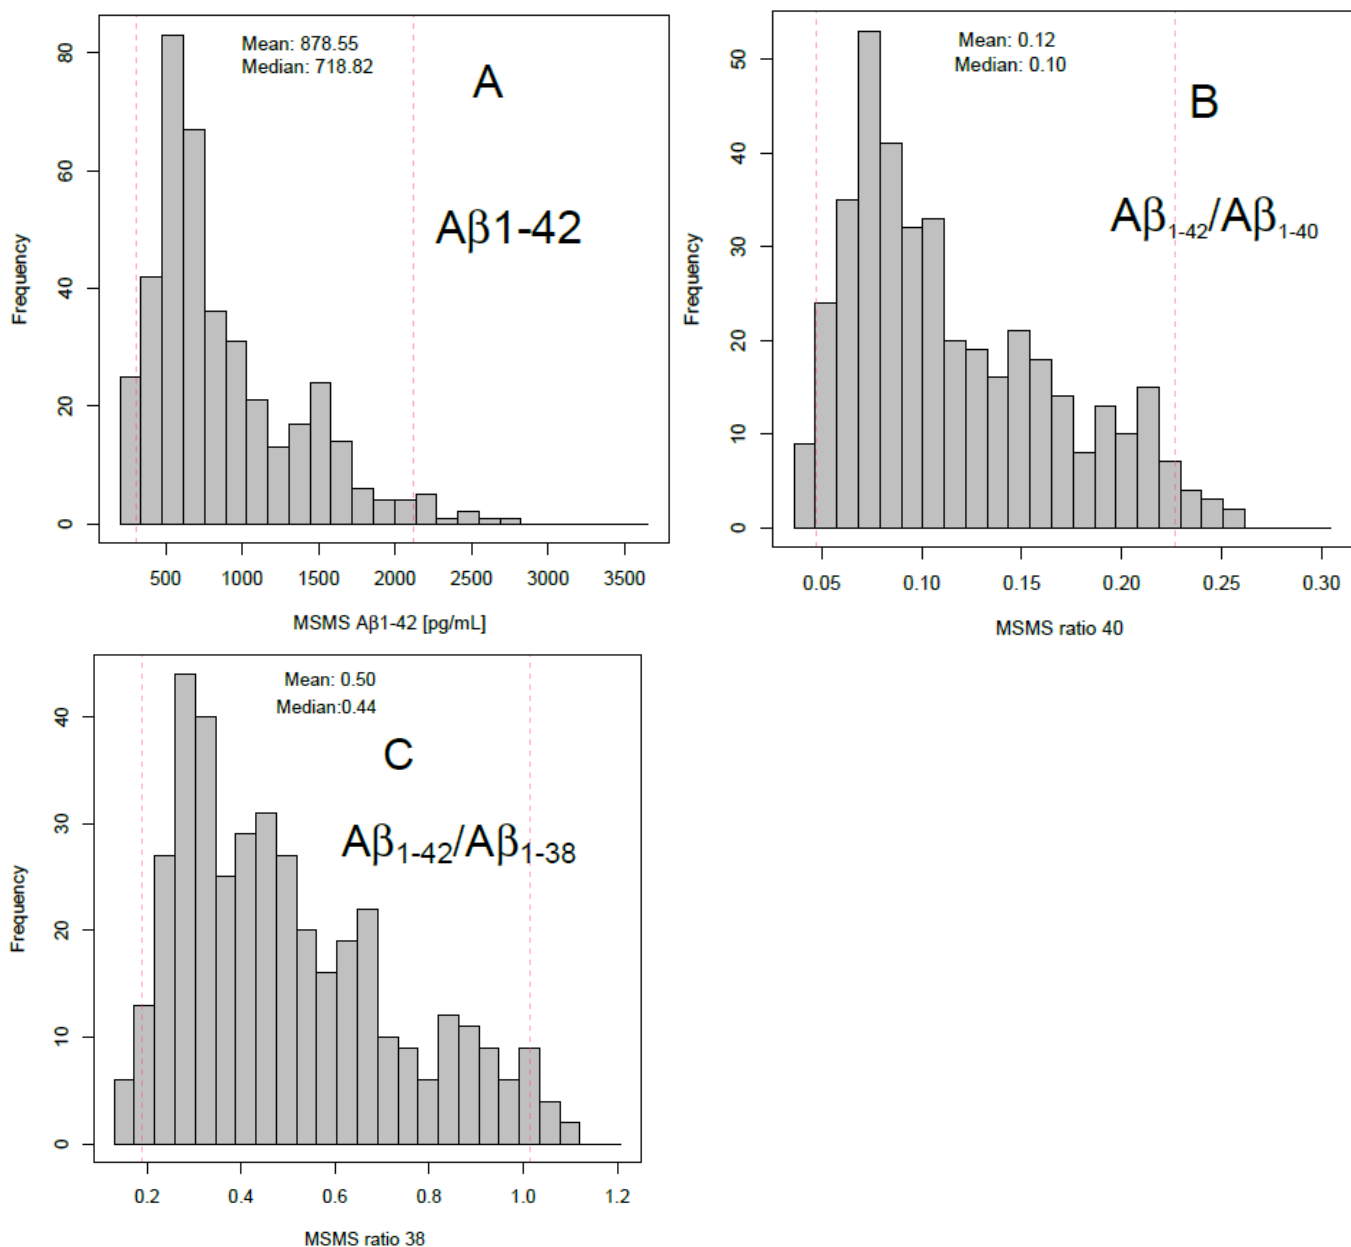 Mean: 878.55
Median: 718.82
A
Aβ1-42
Frequency
80
60
40
20
0
500 1000 1500 2000 2500 3000 3500
MSMS Aβ1-42 [pg/mL]
Mean: 0.12
Median: 0.10
B
Aβ1-42/Aβ1-40
Frequency
50
40
30
20
10
0
0.05 0.10 0.15 0.20 0.25 0.30
MSMS ratio 40
Mean: 0.50
Median:0.44
C
Aβ1-42/Aβ1-38
Frequency
40
30
20
10
0
0.2 0.4 0.6 0.8 1.0 1.2
MSMS ratio 38